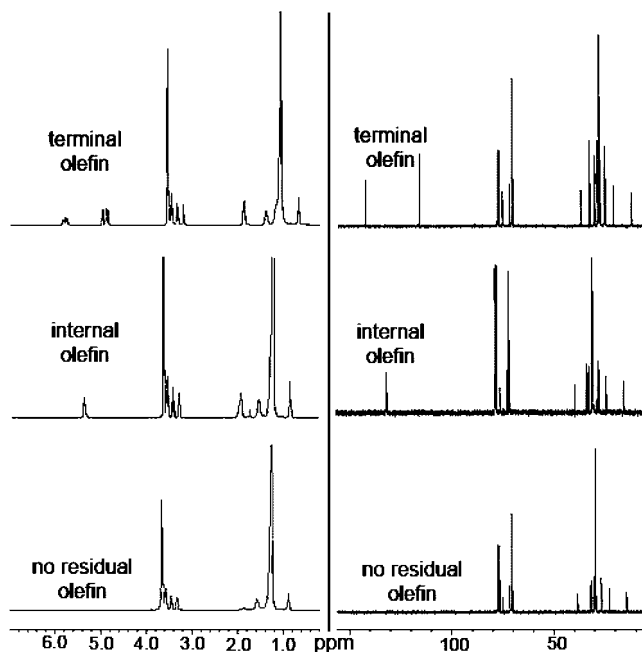 terminal
olefin
terminal
olefin
internal
olefin
internal
olefin
no residual
olefin
no residual
olefin
6.0 5.0 4.0 3.0 2.0 1.0 ppm 100 50